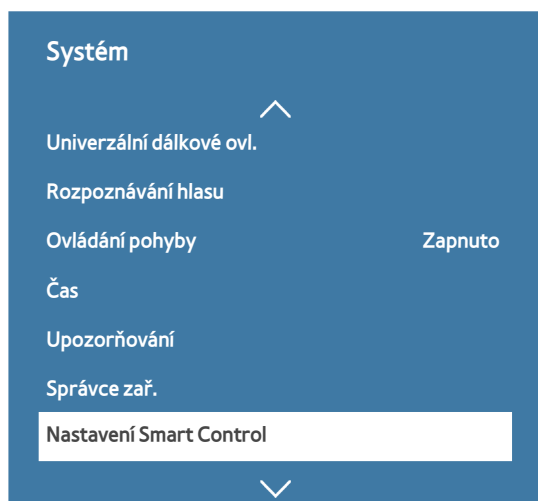 Systém
Univerzální dálkové ovl.
Rozpoznávání hlasu
Ovládání pohyby Zapnuto
Čas
Upozorňování
Správce zař.
Nastavení Smart Control